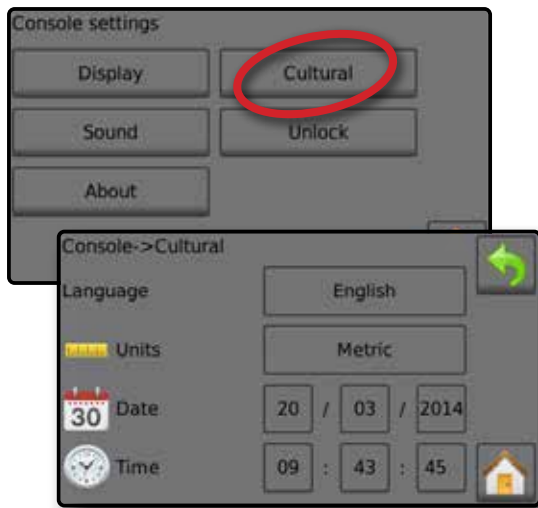 Console settings
Display Cultural
Sound Unlock
About
Console->Cultural
Language English
Units Metric
30 Date 20 / 03 / 2014
Time 09 : 43 : 45